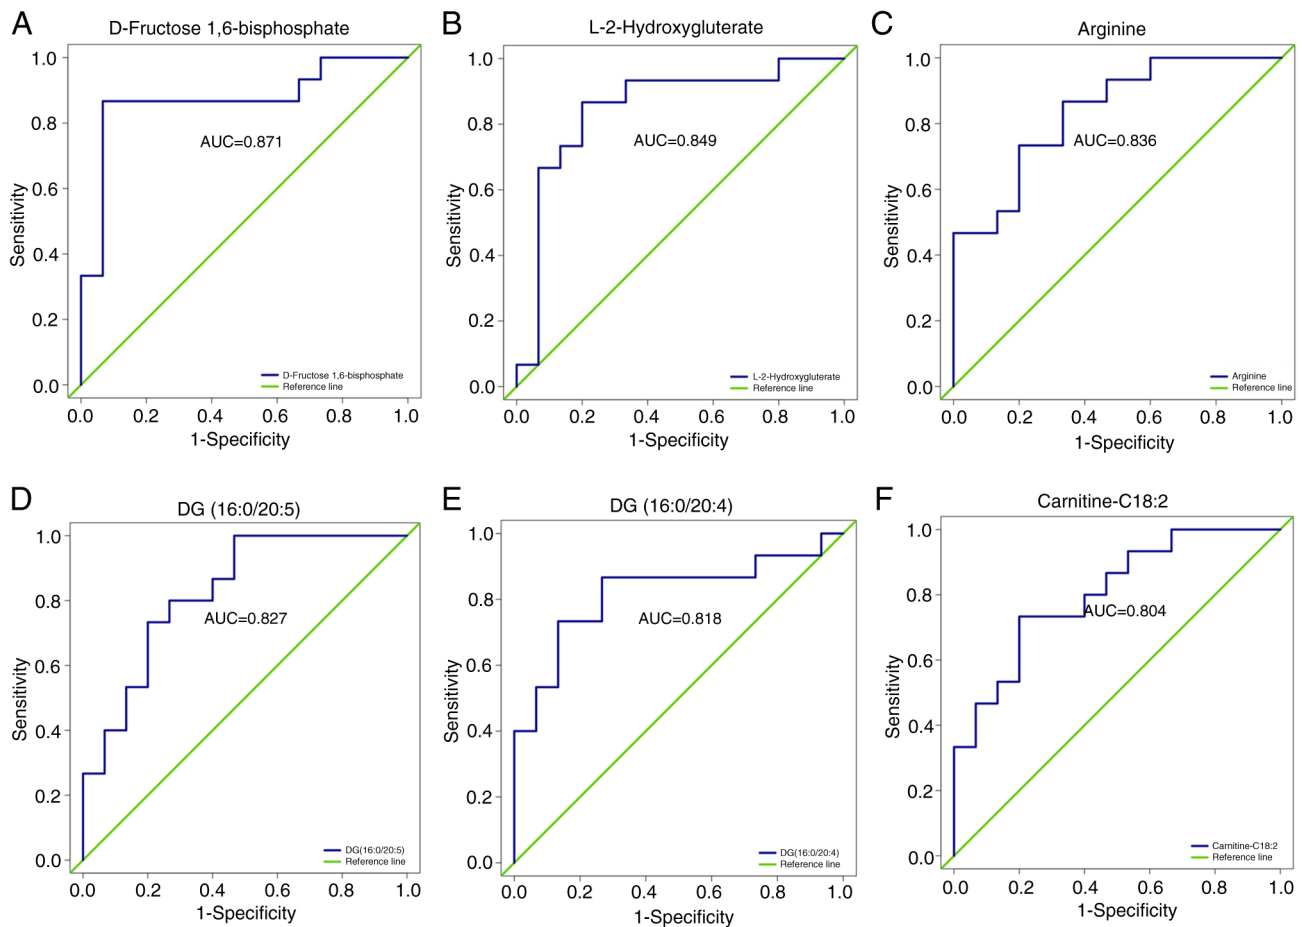 A
D-Fructose 1,6-bisphosphate
1.0
0.8
0.6
0.4
0.2
0.0
Sensitivity
AUC=0.871
D-Fructose 1,6-bisphosphate
Reference line
0.0 0.2 0.4 0.6 0.8 1.0
1-Specificity
B
L-2-Hydroxygluterate
1.0
0.8
0.6
0.4
0.2
0.0
Sensitivity
AUC=0.849
L-2-Hydroxygluterate
Reference line
0.0 0.2 0.4 0.6 0.8 1.0
1-Specificity
C
Arginine
1.0
0.8
0.6
0.4
0.2
0.0
Sensitivity
AUC=0.836
Arginine
Reference line
0.0 0.2 0.4 0.6 0.8 1.0
1-Specificity
D
DG (16:0/20:5)
1.0
0.8
0.6
0.4
0.2
0.0
Sensitivity
AUC=0.827
DG(16:0/20:5)
Reference line
0.0 0.2 0.4 0.6 0.8 1.0
1-Specificity
E
DG (16:0/20:4)
1.0
0.8
0.6
0.4
0.2
0.0
Sensitivity
AUC=0.818
DG(16:0/20:4)
Reference line
0.0 0.2 0.4 0.6 0.8 1.0
1-Specificity
F
Carnitine-C18:2
1.0
0.8
0.6
0.4
0.2
0.0
Sensitivity
AUC=0.804
Carnitine-C18:2
Reference line
0.0 0.2 0.4 0.6 0.8 1.0
1-Specificity